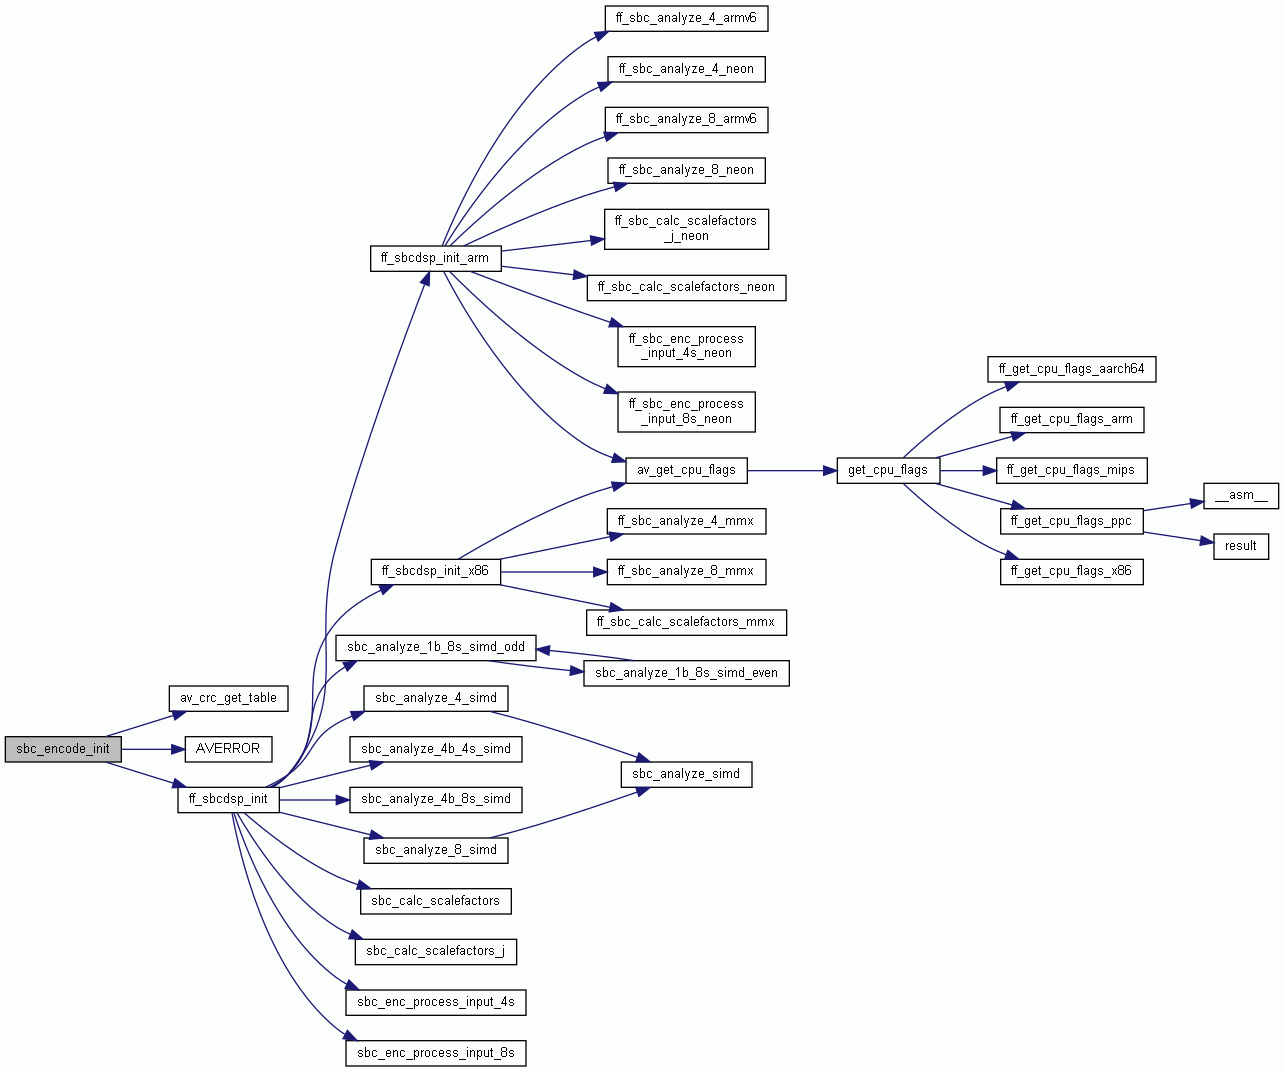 ff_sbc_analyze_4_armv6
ff_sbc_analyze_4_neon
ff_sbc_analyze_8_armv6
ff_sbc_analyze_8_neon
ff_sbc_calc_scalefactors
_j_neon
ff_sbcdsp_init_arm
ff_sbc_calc_scalefactors_neon
ff_sbc_enc_process
_input_4s_neon
ff_sbc_enc_process
_input_8s_neon
av_get_cpu_flags
get_cpu_flags
ff_get_cpu_flags_aarch64
ff_get_cpu_flags_arm
ff_get_cpu_flags_mips
ff_get_cpu_flags_ppc
__asm__
result
ff_get_cpu_flags_x86
ff_sbc_analyze_4_mmx
ff_sbcdsp_init_x86
ff_sbc_analyze_8_mmx
ff_sbc_calc_scalefactors_mmx
sbc_analyze_1b_8s_simd_odd
sbc_analyze_1b_8s_simd_even
av_crc_get_table
sbc_analyze_4_simd
sbc_encode_init
AVERROR
sbc_analyze_4b_4s_simd
sbc_analyze_simd
ff_sbcdsp_init
sbc_analyze_4b_8s_simd
sbc_analyze_8_simd
sbc_calc_scalefactors
sbc_calc_scalefactors_j
sbc_enc_process_input_4s
sbc_enc_process_input_8s